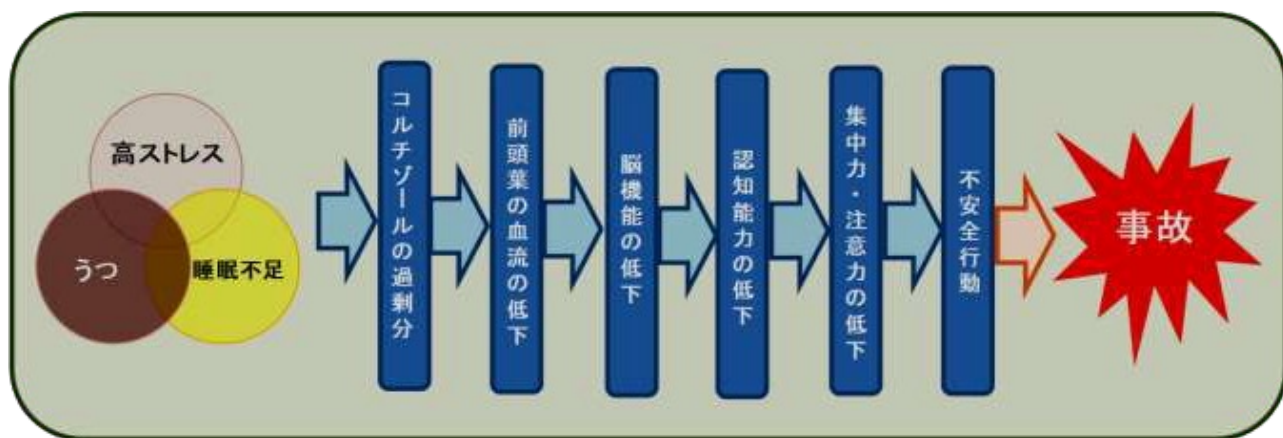 高ストレス
うつ
睡眠不足
コルチゾールの過剰分
前頭葉の血流の低下
脳機能の低下
認知能力の低下
集中力・注意力の低下
不安全行動
事故